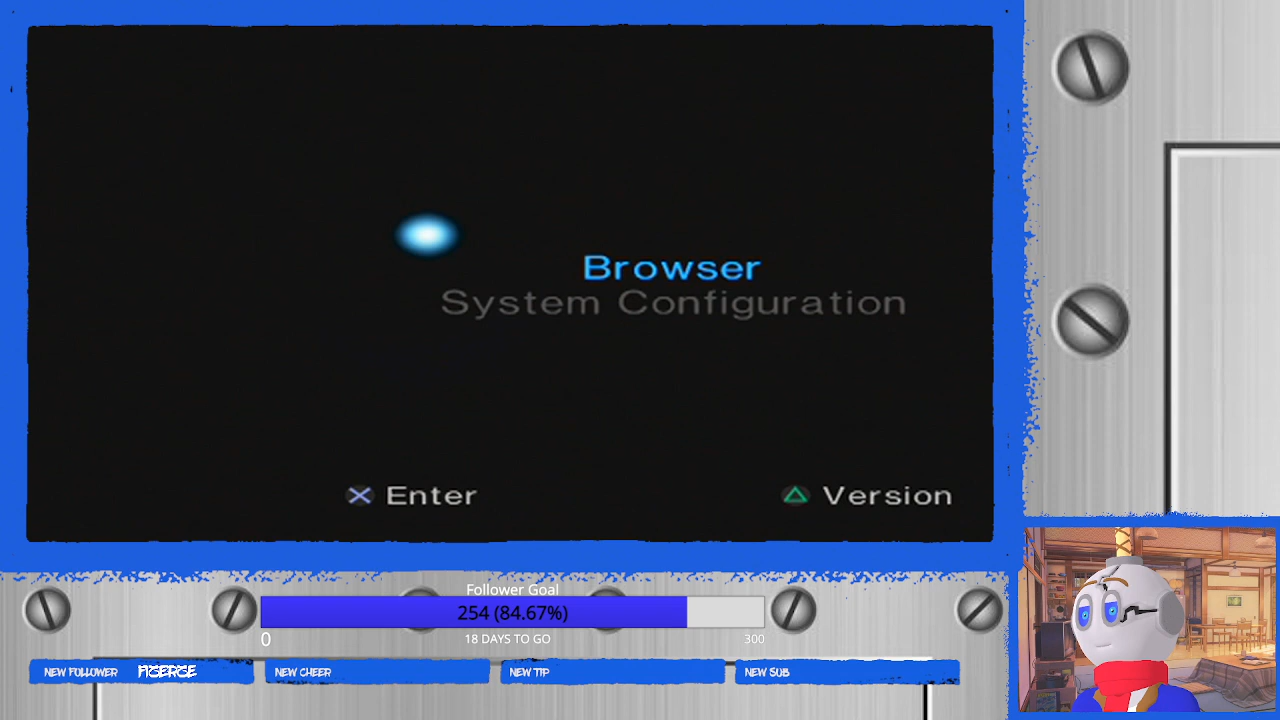 Browser
System Configuration
Enter
Version
Follower Goal
254 (84.67%)
0
18 DAYS TO GO
300
NEW FOLLOWER
NEW CHEER
NEW TIP
NEW SUB